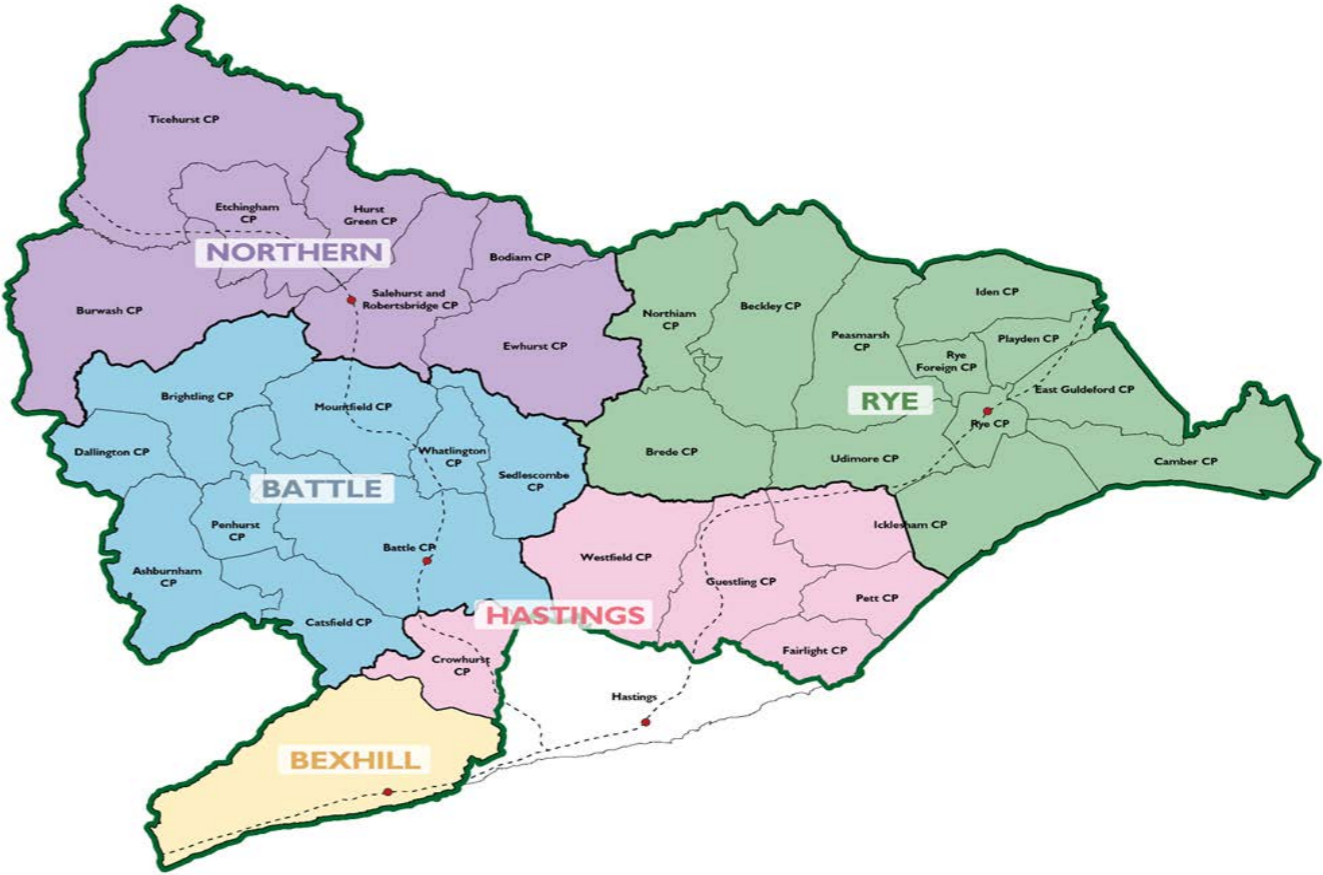 Ticehurst CP
Etchingham
CP
Hurst
Green CP
NORTHERN
Bodiam CP
Burwash CP
Salehurst and
Robertsbridge CP
Ewhurst CP
Northiam
CP
Beckley CP
Iden CP
Peasmarsh
CP
Playden CP
Rye
Foreign CP
East Guldeford CP
RYE
Rye CP
Brede CP
Udimore CP
Camber CP
Icklesham CP
Brightling CP
Mountfield CP
Dallington CP
Whatlington
CP
Sedlescombe
CP
BATTLE
Penhurst
CP
Battle CP
Ashburnham
CP
Catsfield CP
Westfield CP
Guestling CP
Pett CP
HASTINGS
Fairlight CP
Crowhurst
CP
Hastings
BEXHILL